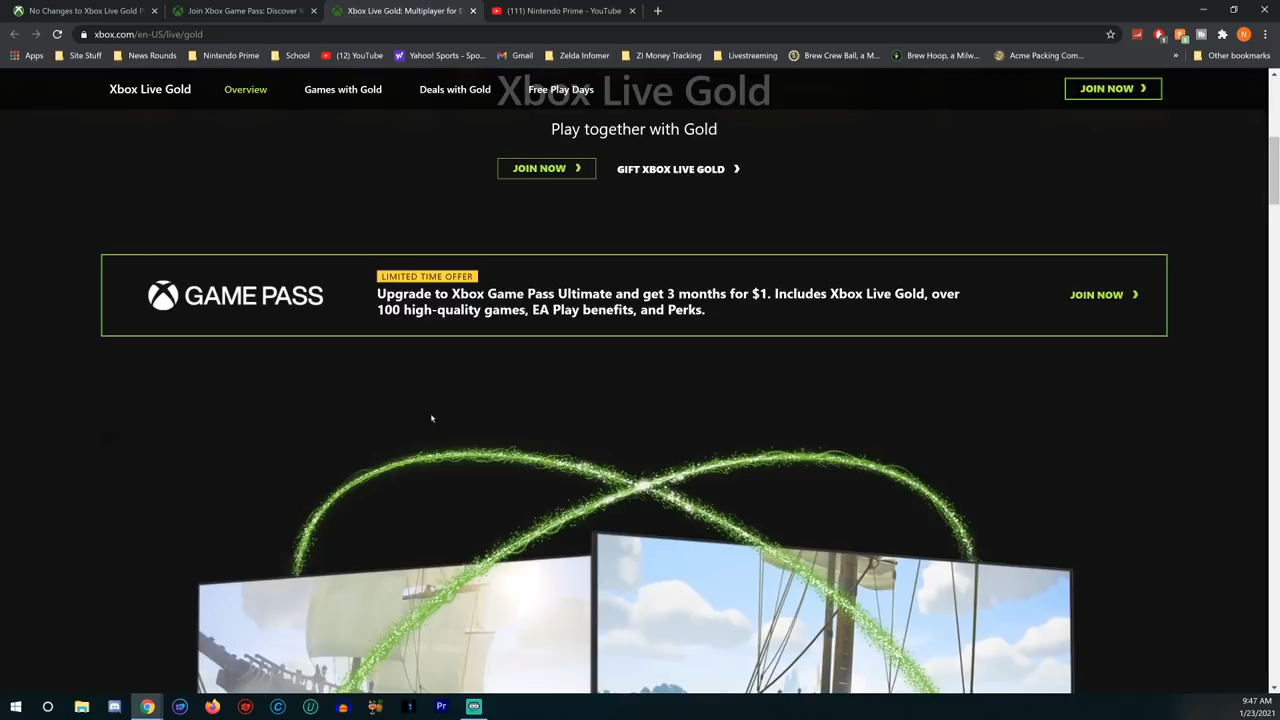 No Changes to Xbox Live Gold P
Join Xbox Game Pass: Discover Y
Xbox Live Gold: Multiplayer for E
(111) Nintendo Prime - YouTube
xbox.com/en-US/live/gold
Apps
Site Stuff
News Rounds
Nintendo Prime
School
(12) YouTube
Yahoo! Sports - Spo...
Gmail
Zelda Infomer
ZI Money Tracking
Livestreaming
Brew Crew Ball, a M...
Brew Hoop, a Milw...
Acme Packing Com...
»
Other bookmarks
Xbox Live Gold
Overview
Games with Gold
Deals with Gold
Free Play Days
JOIN NOW
Xbox Live Gold
Play together with Gold
JOIN NOW
GIFT XBOX LIVE GOLD
GAME PASS
LIMITED TIME OFFER
Upgrade to Xbox Game Pass Ultimate and get 3 months for $1. Includes Xbox Live Gold, over
100 high-quality games, EA Play benefits, and Perks.
JOIN NOW
9:47 AM
1/23/2021